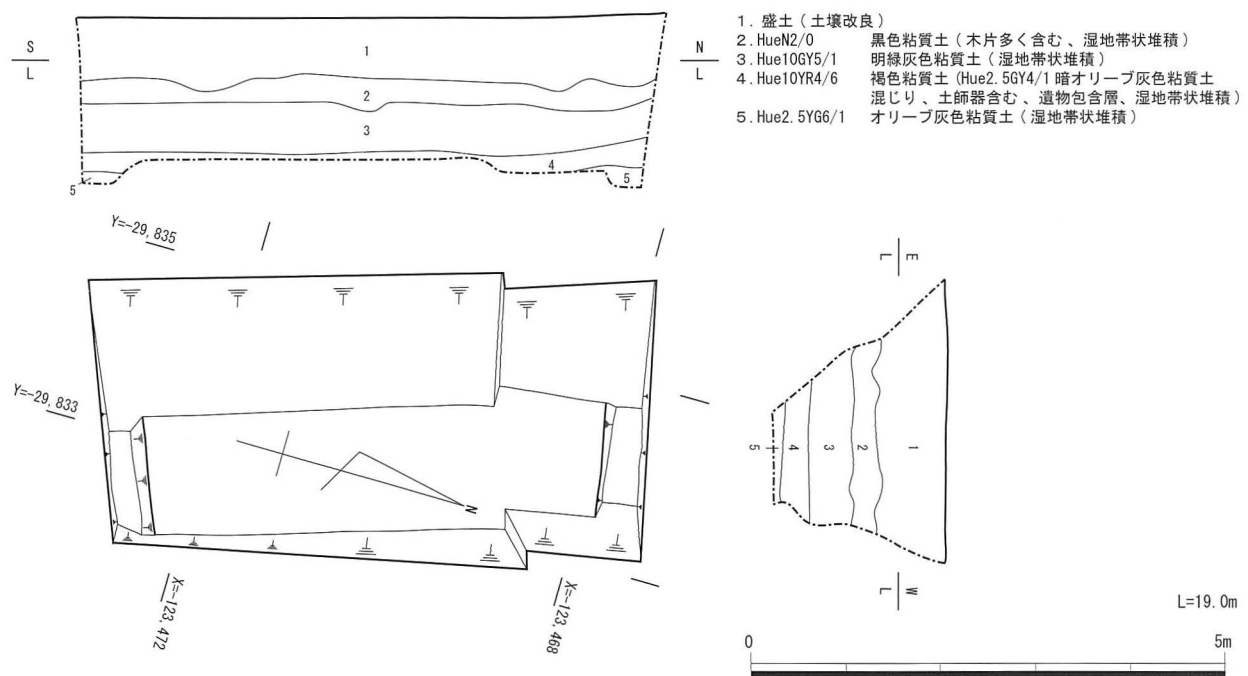 S
L
N
L
1
2
3
4
5
5
1. 盛土（土壌改良）
2. HueN2/0 黒色粘質土（木片多く含む、湿地帯状堆積）
3. Hue10GY5/1 明緑灰色粘質土（湿地帯状堆積）
4. Hue10YR4/6 褐色粘質土（Hue2.5GY4/1 暗オリーブ灰色粘質土
混じり、土師器含む、遺物包含層、湿地帯状堆積）
5. Hue2.5YG6/1 オリーブ灰色粘質土（湿地帯状堆積）
Y=-29,835
Y=-29,833
N
X=-123,472
X=-123,468
E
L
5
4
3
2
1
W
L
L=19.0m
0
5m